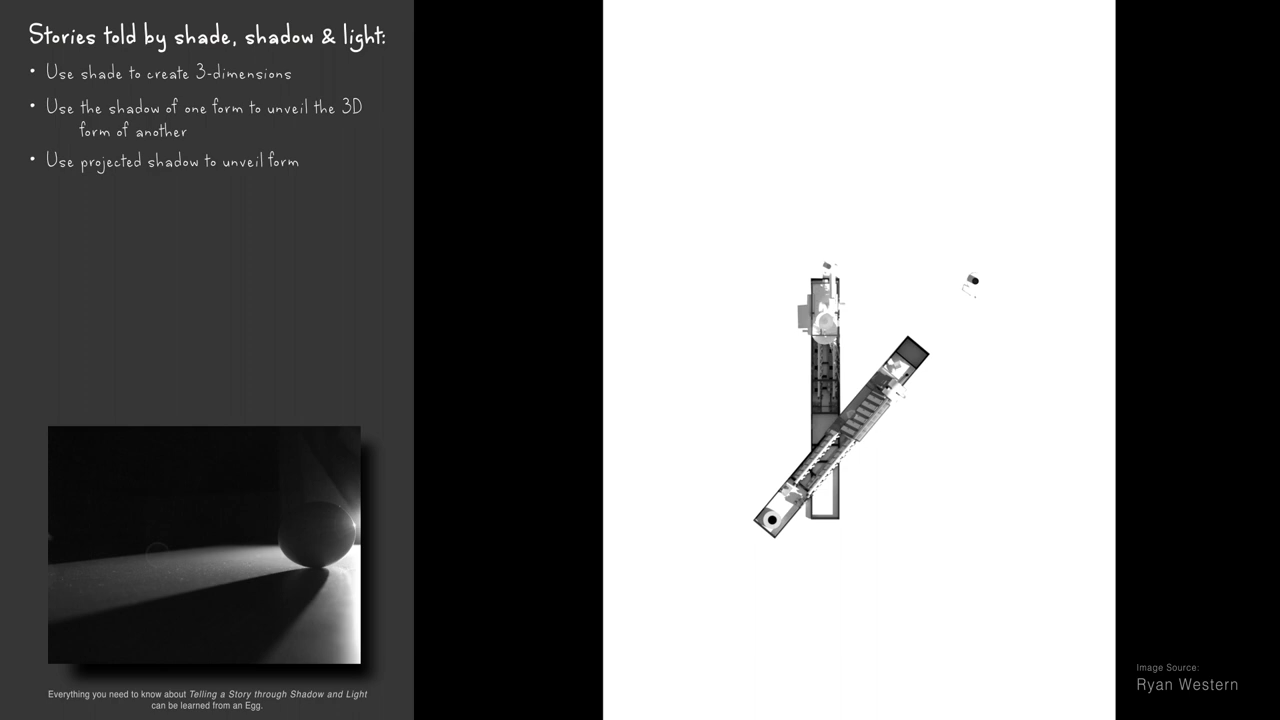 Stories told by shade, shadow & light:
• Use shade to create 3-dimensions
• Use the shadow of one form to unveil the 3D
form of another
• Use projected shadow to unveil form
Everything you need to know about Telling a Story through Shadow and Light
can be learned from an Egg.
Image Source:
Ryan Western